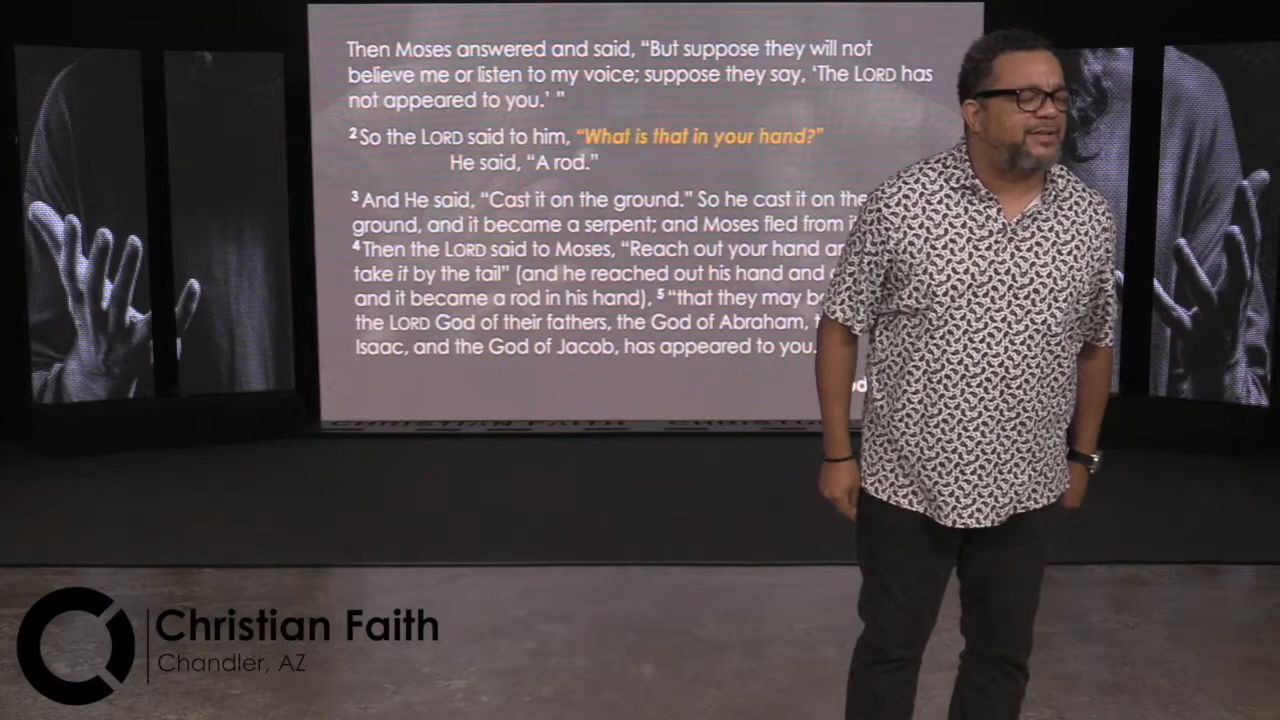 Then Moses answered and said, “But suppose they will not
believe me or listen to my voice; suppose they say, ‘The LORD has
not appeared to you.’ ”
2 So the LORD said to him, “What is that in your hand?”
He said, “A rod.”
3 And He said, “Cast it on the ground.” So he cast it on the
ground, and it became a serpent; and Moses fled from
4 Then the LORD said to Moses, “Reach out your hand
take it by the tail” (and he reached out his hand and
and it became a rod in his hand), 5 “that they may
the LORD God of their fathers, the God of Abraham,
Isaac, and the God of Jacob, has appeared to you.
CHRISTIAN FAITH
Christian Faith
Chandler, AZ